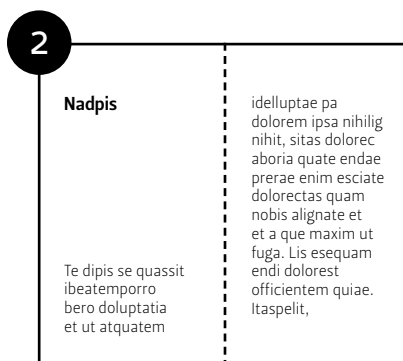 2
Nadpis
Te dipis se quassit
ibeatemporro
bero doluptatia
et ut atquatem
idelluptae pa
dolorem ipsa nihilig
nihit, sitas dolorec
aboria quate endae
prerae enim esciate
dolorectas quam
nobis alignate et
et a que maxim ut
fuga. Lis esequam
endi dolorest
officientem quiae.
Itaspelit,